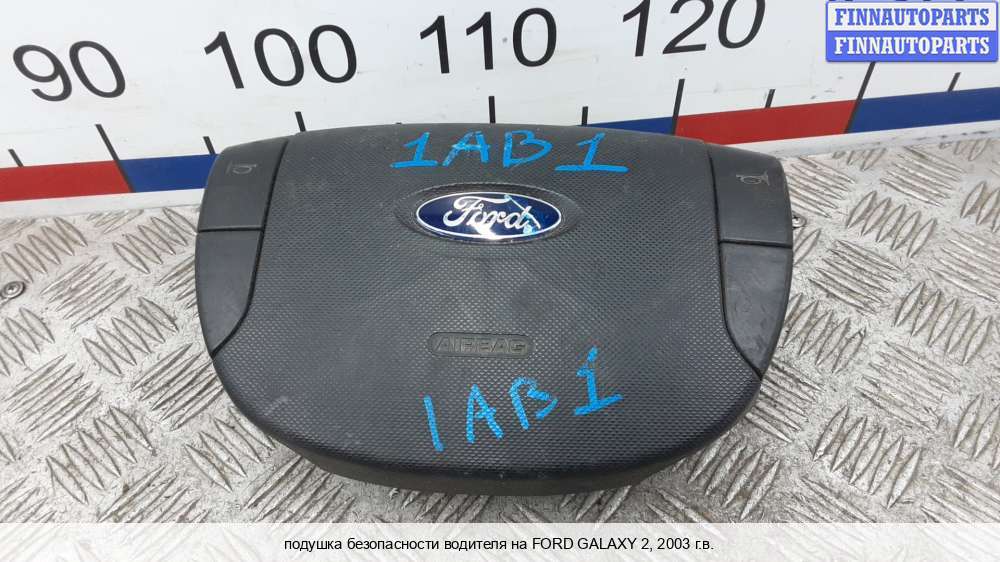 90 100 110 120
FINNAUTOPARTS
FINNAUTOPARTS
1AB1
Ford
AIRBAG
1AB1
подушка безопасности водителя на FORD GALAXY 2, 2003 г.в.